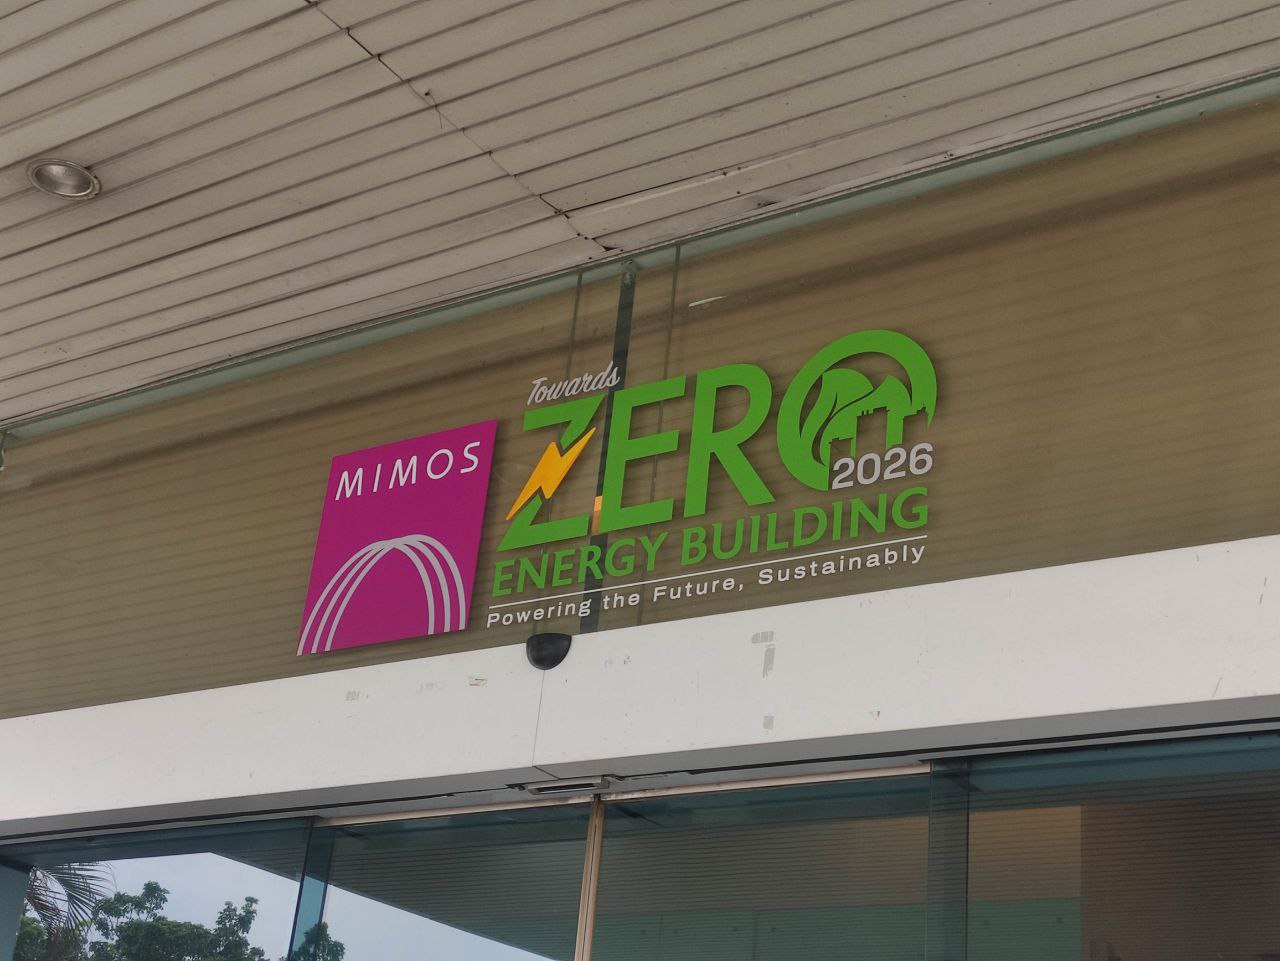 MIMOS
Towards
ZERO
2026
ENERGY BUILDING
Powering the Future, Sustainably